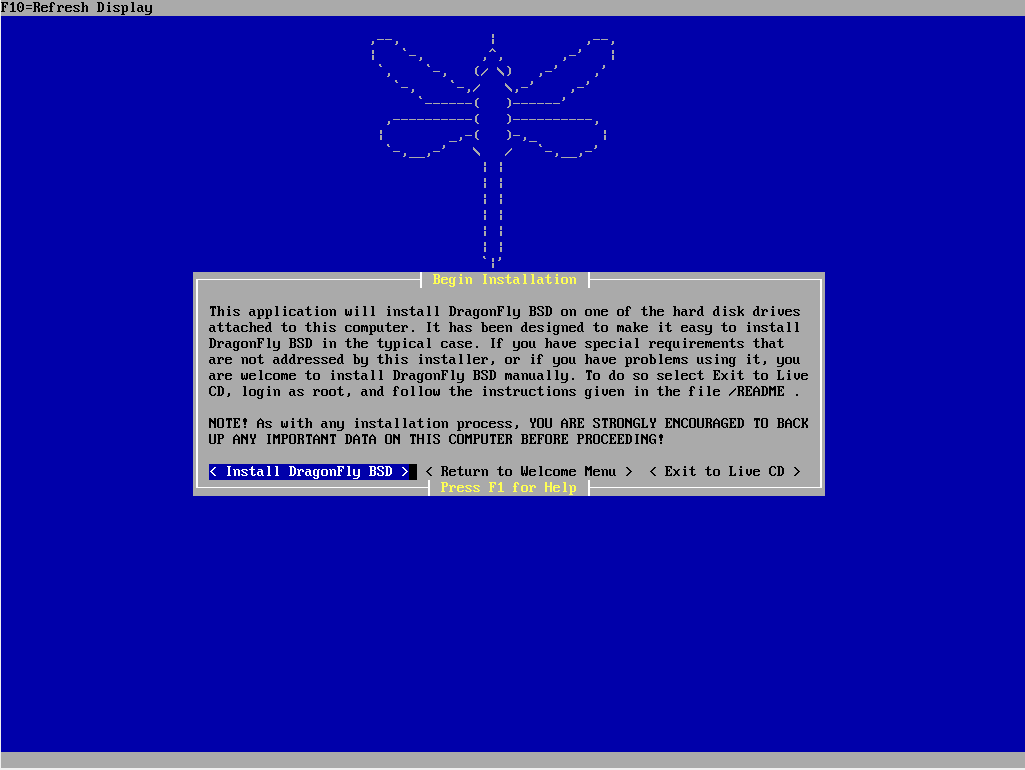 F10=Refresh Display
Begin Installation
This application will install DragonFly BSD on one of the hard disk drives
attached to this computer. It has been designed to make it easy to install
DragonFly BSD in the typical case. If you have special requirements that
are not addressed by this installer, or if you have problems using it, you
are welcome to install DragonFly BSD manually. To do so select Exit to Live
CD, login as root, and follow the instructions given in the file /README .
NOTE! As with any installation process, YOU ARE STRONGLY ENCOURAGED TO BACK
UP ANY IMPORTANT DATA ON THIS COMPUTER BEFORE PROCEEDING!
< Install DragonFly BSD > < Return to Welcome Menu > < Exit to Live CD >
Press F1 for Help